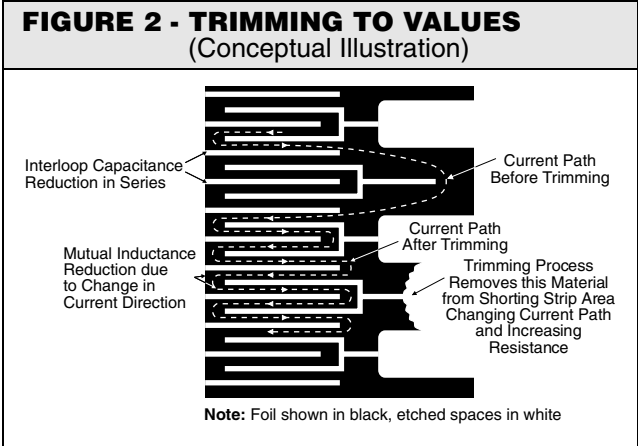 FIGURE 2 - TRIMMING TO VALUES
(Conceptual Illustration)
Interloop Capacitance
Reduction in Series
Current Path
Before Trimming
Current Path
After Trimming
Mutual Inductance
Reduction due
to Change in
Current Direction
Trimming Process
Removes this Material
from Shorting Strip Area
Changing Current Path
and Increasing
Resistance
Note: Foil shown in black, etched spaces in white